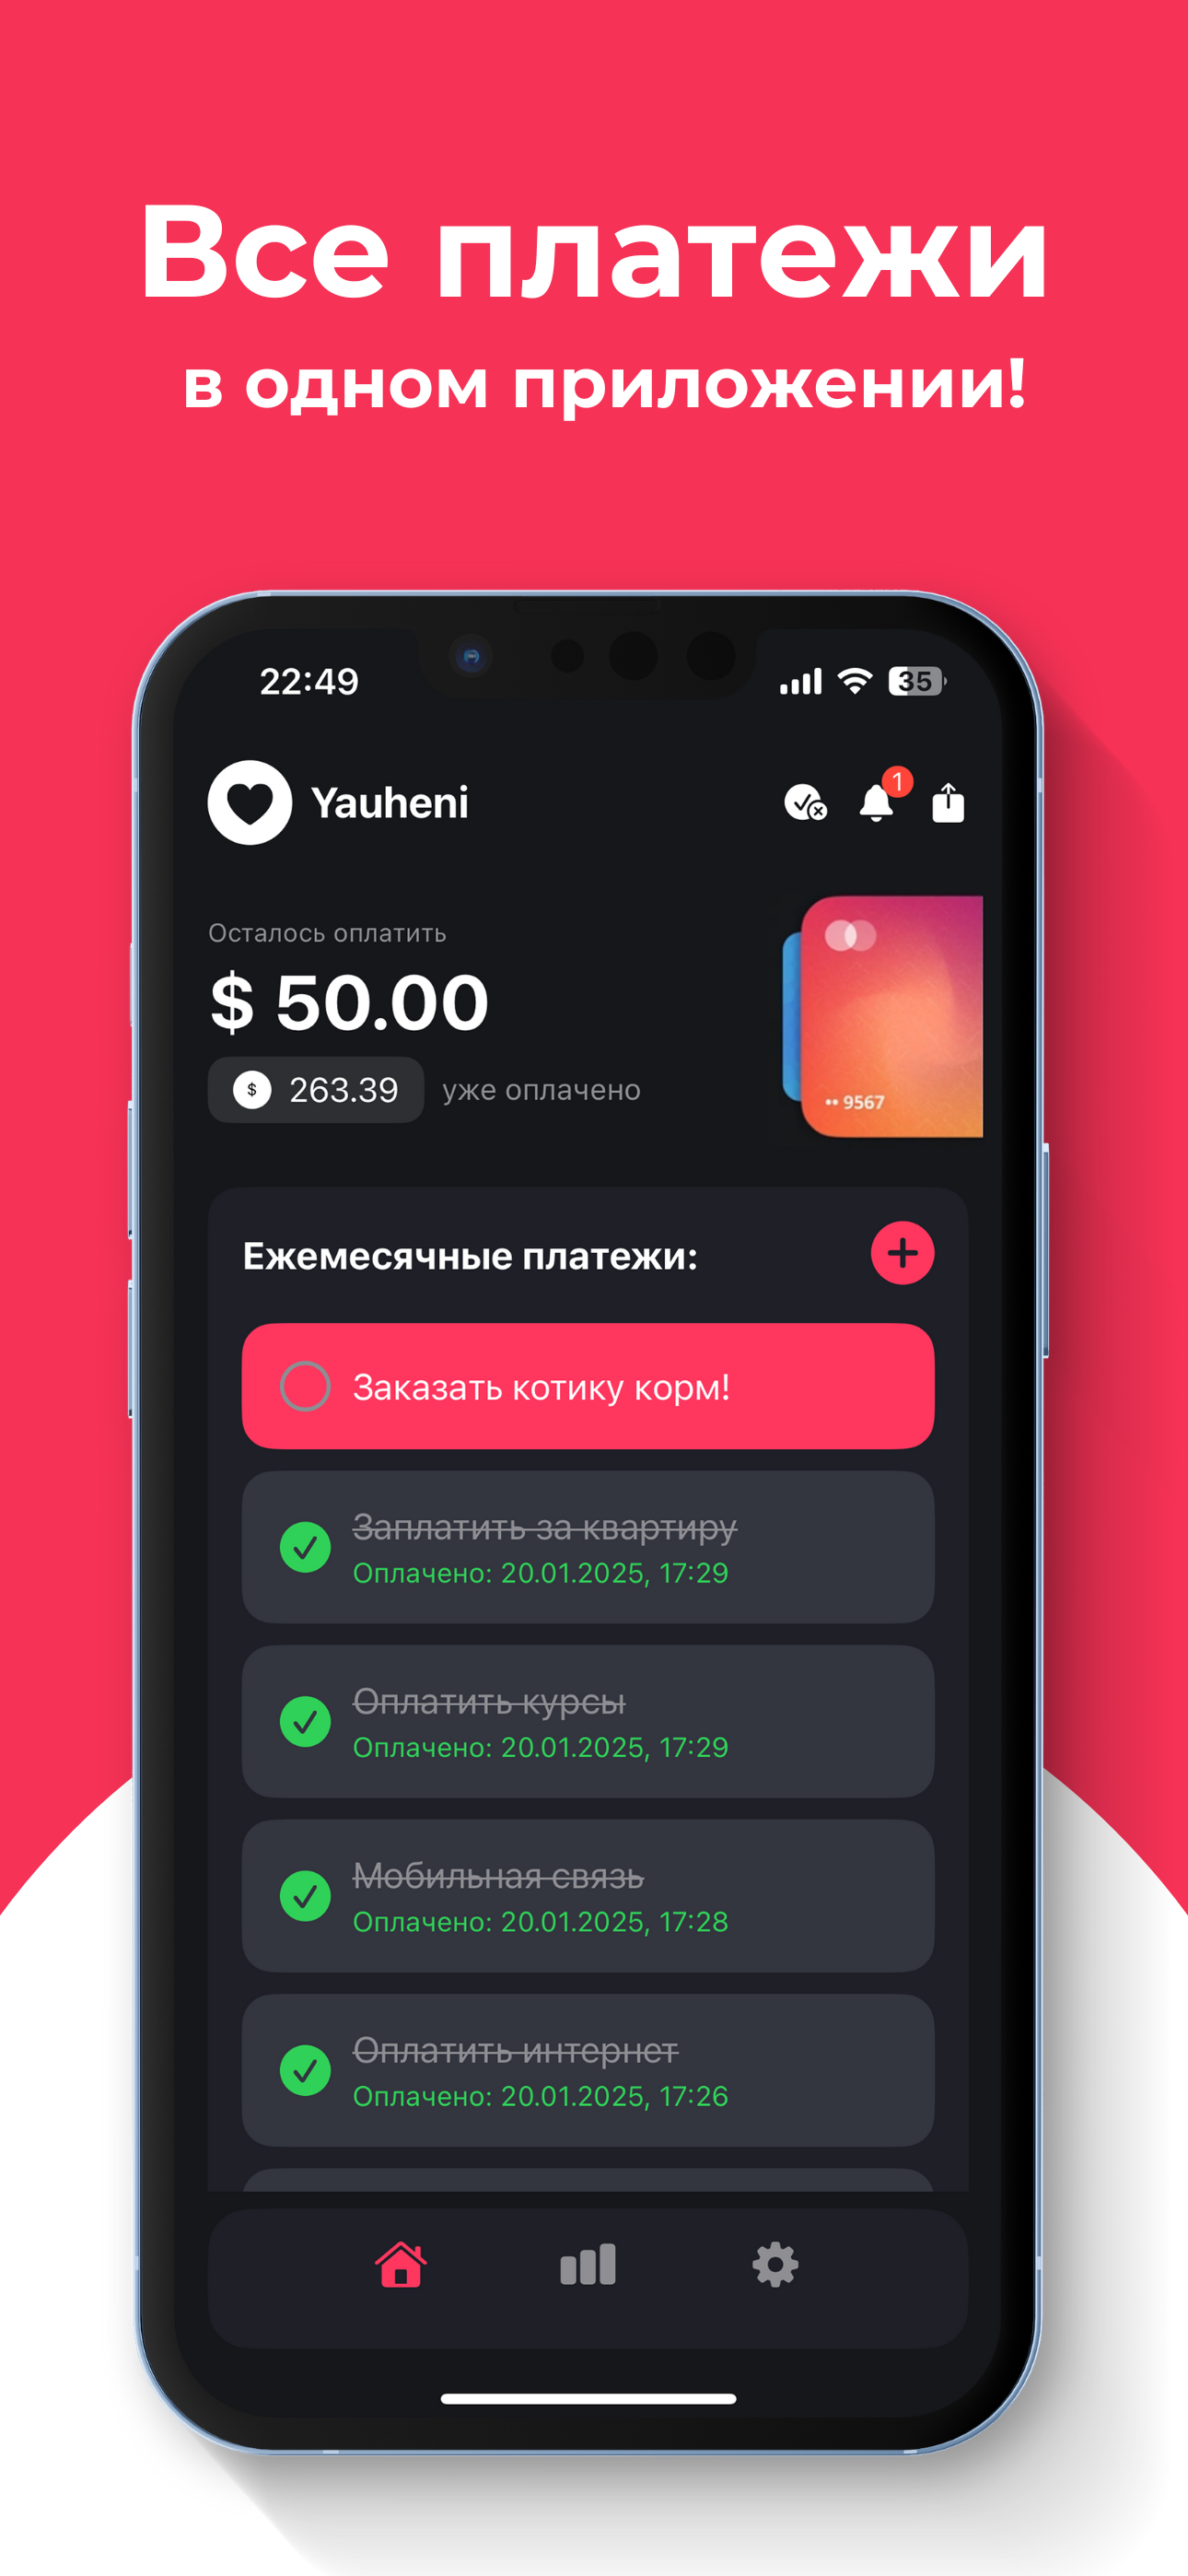 Все платежи
в одном приложении!
22:49
35
Yauheni
1
Осталось оплатить
$ 50.00
$ 263.39 уже оплачено
•• 9567
Ежемесячные платежи:
Заказать котику корм!
Заплатить за квартиру
Оплачено: 20.01.2025, 17:29
Оплатить курсы
Оплачено: 20.01.2025, 17:29
Мобильная связь
Оплачено: 20.01.2025, 17:28
Оплатить интернет
Оплачено: 20.01.2025, 17:26